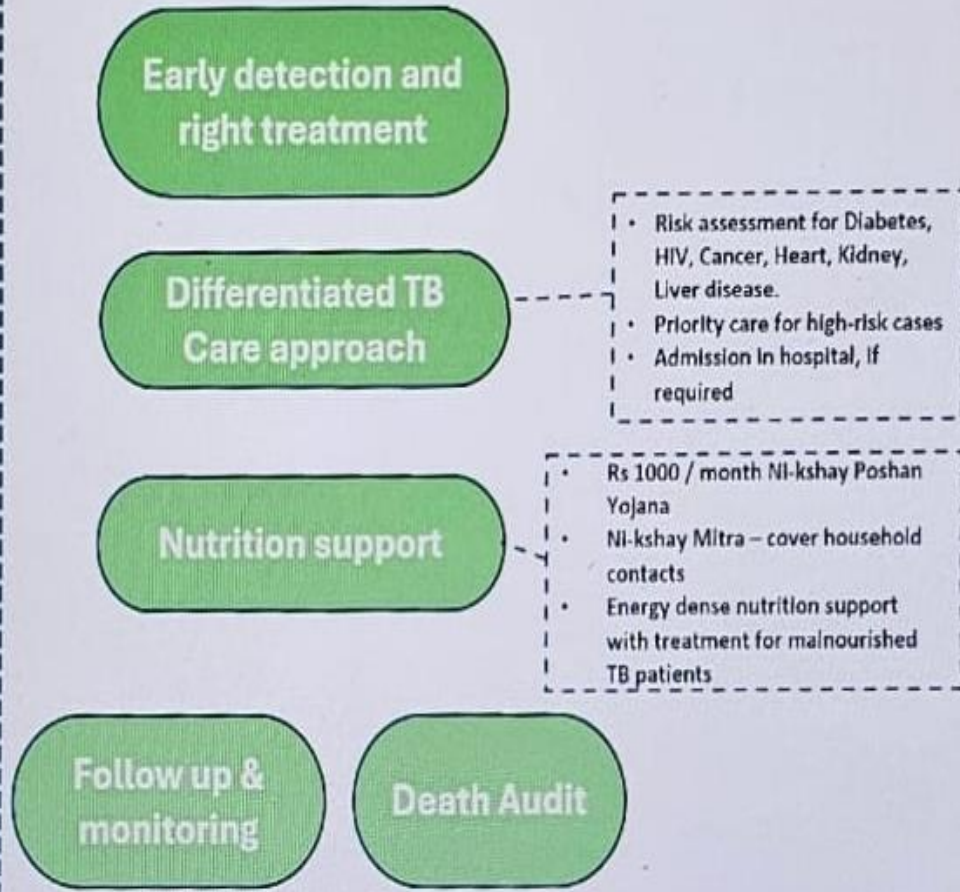 Early detection and
right treatment
Differentiated TB
Care approach
• Risk assessment for Diabetes,
HIV, Cancer, Heart, Kidney,
Liver disease.
• Priority care for high-risk cases
• Admission in hospital, if
required
Nutrition support
• Rs 1000 / month Ni-kshay Poshan
Yojana
• Ni-kshay Mitra – cover household
contacts
• Energy dense nutrition support
with treatment for malnourished
TB patients
Follow up &
monitoring
Death Audit